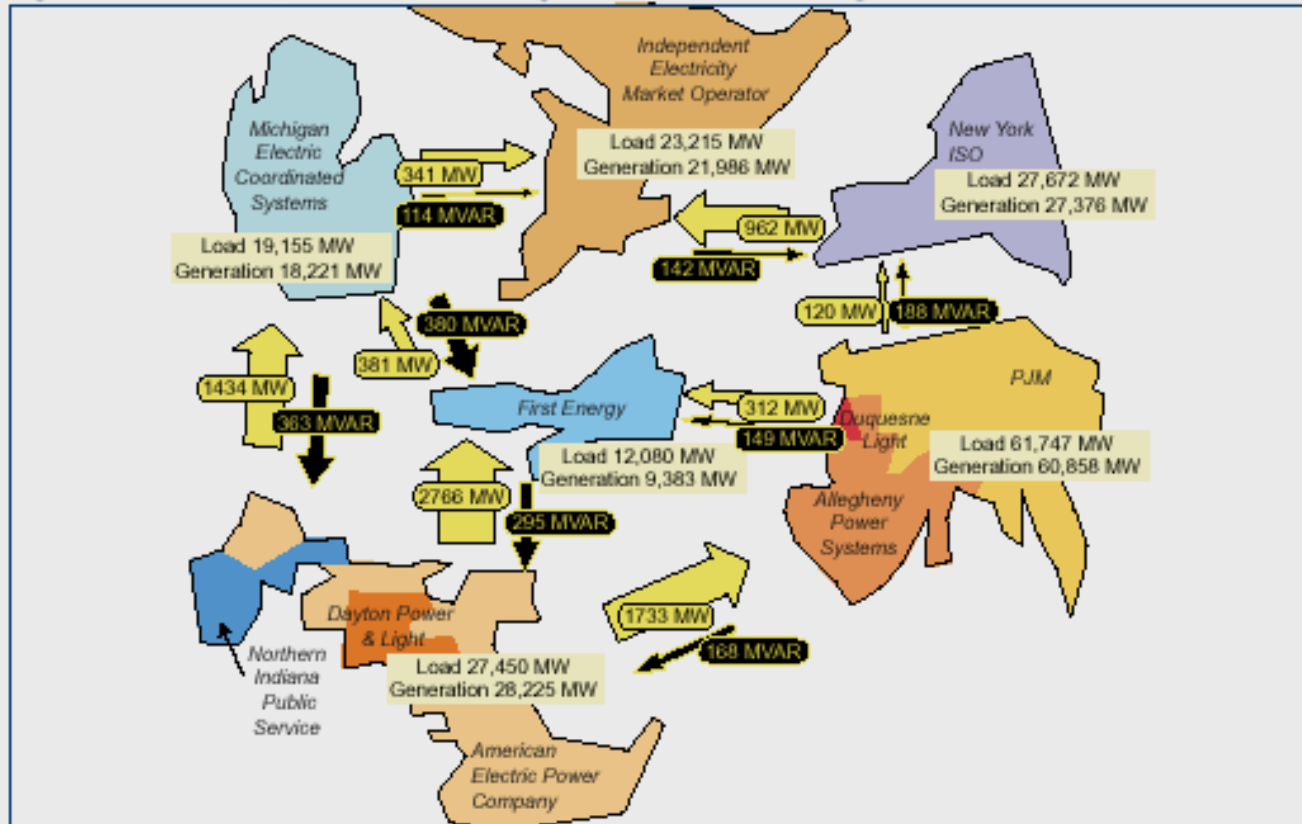 Independent
Electricity
Market Operator
Load 23,215 MW
Generation 21,986 MW
Michigan
Electric
Coordinated
Systems
Load 19,155 MW
Generation 18,221 MW
341 MW
114 MVAR
New York
ISO
Load 27,672 MW
Generation 27,376 MW
962 MW
142 MVAR
120 MW
188 MVAR
380 MVAR
381 MW
1434 MW
363 MVAR
First Energy
Load 12,080 MW
Generation 9,383 MW
312 MW
149 MVAR
PJM
Duquesne
Light
Load 61,747 MW
Generation 60,858 MW
Allegheny
Power
Systems
2766 MW
295 MVAR
1733 MW
168 MVAR
Dayton Power
& Light
Load 27,450 MW
Generation 28,225 MW
Northern
Indiana
Public
Service
American
Electric Power
Company